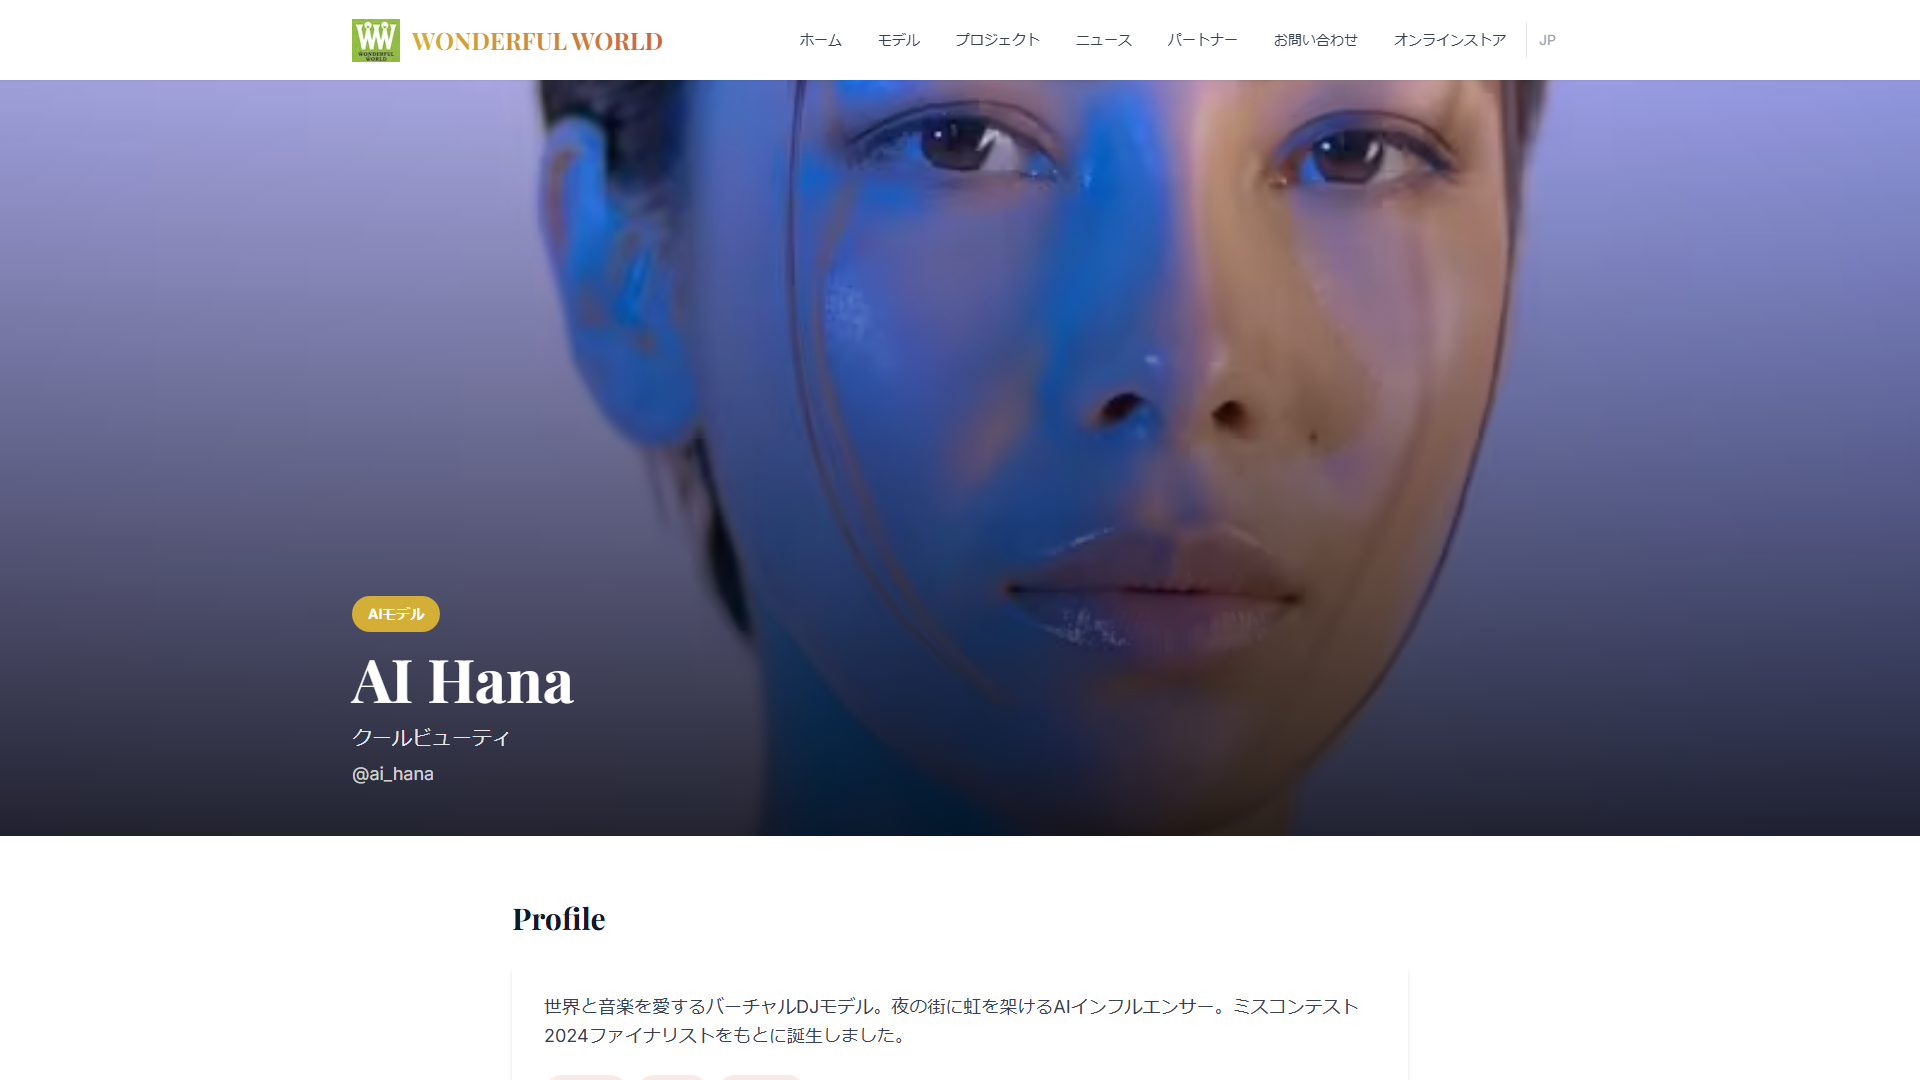 WW
WONDERFUL
WORLD
WONDERFUL WORLD
ホーム
モデル
プロジェクト
ニュース
パートナー
お問い合わせ
オンラインストア
JP
AIモデル
AI Hana
クールビューティ
@ai_hana
Profile
世界と音楽を愛するバーチャルDJモデル。夜の街に虹を架けるAIインフルエンサー。ミスコンテスト
2024ファイナリストをもとに誕生しました。